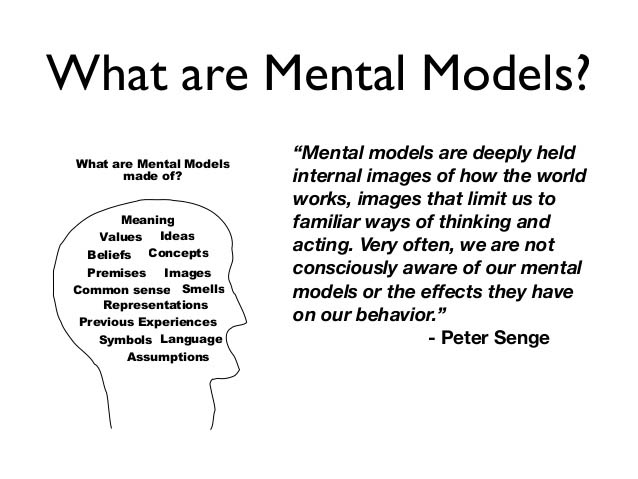 What are Mental Models?
What are Mental Models
made of?
Meaning
Values Ideas
Beliefs Concepts
Premises Images
Common sense Smells
Representations
Previous Experiences
Symbols Language
Assumptions
“Mental models are deeply held
internal images of how the world
works, images that limit us to
familiar ways of thinking and
acting. Very often, we are not
consciously aware of our mental
models or the effects they have
on our behavior.”
- Peter Senge